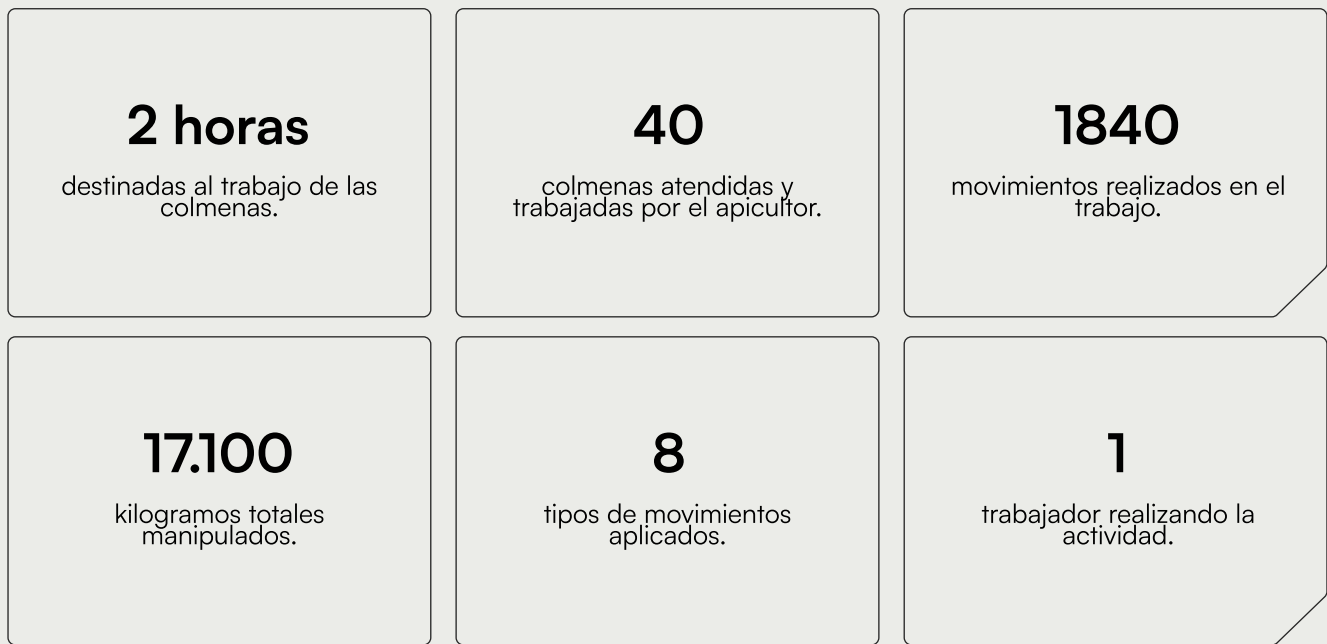 2 horas
destinadas al trabajo de las
colmenas.
40
colmenas atendidas y
trabajadas por el apicultor.
1840
movimientos realizados en el
trabajo.
17.100
kilogramos totales
manipulados.
8
tipos de movimientos
aplicados.
1
trabajador realizando la
actividad.